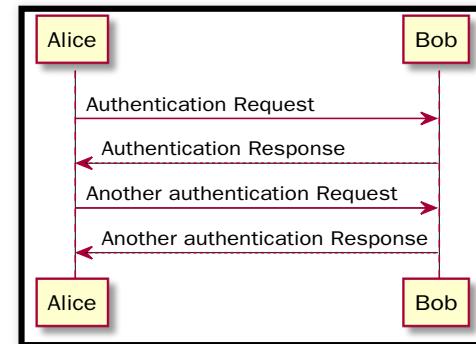 Alice Bob
Authentication Request
Authentication Response
Another authentication Request
Another authentication Response
Alice Bob